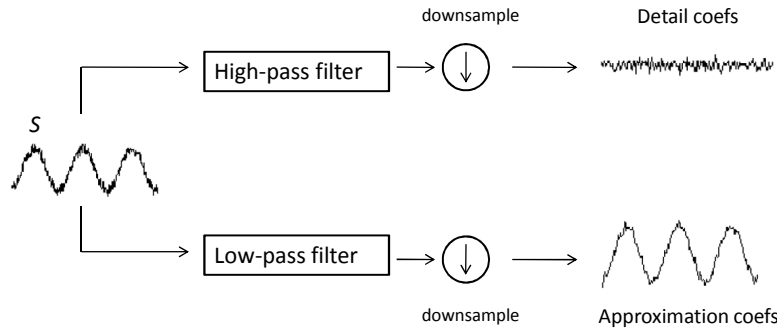 downsample
Detail coefs
High-pass filter
S
Low-pass filter
downsample
Approximation coefs